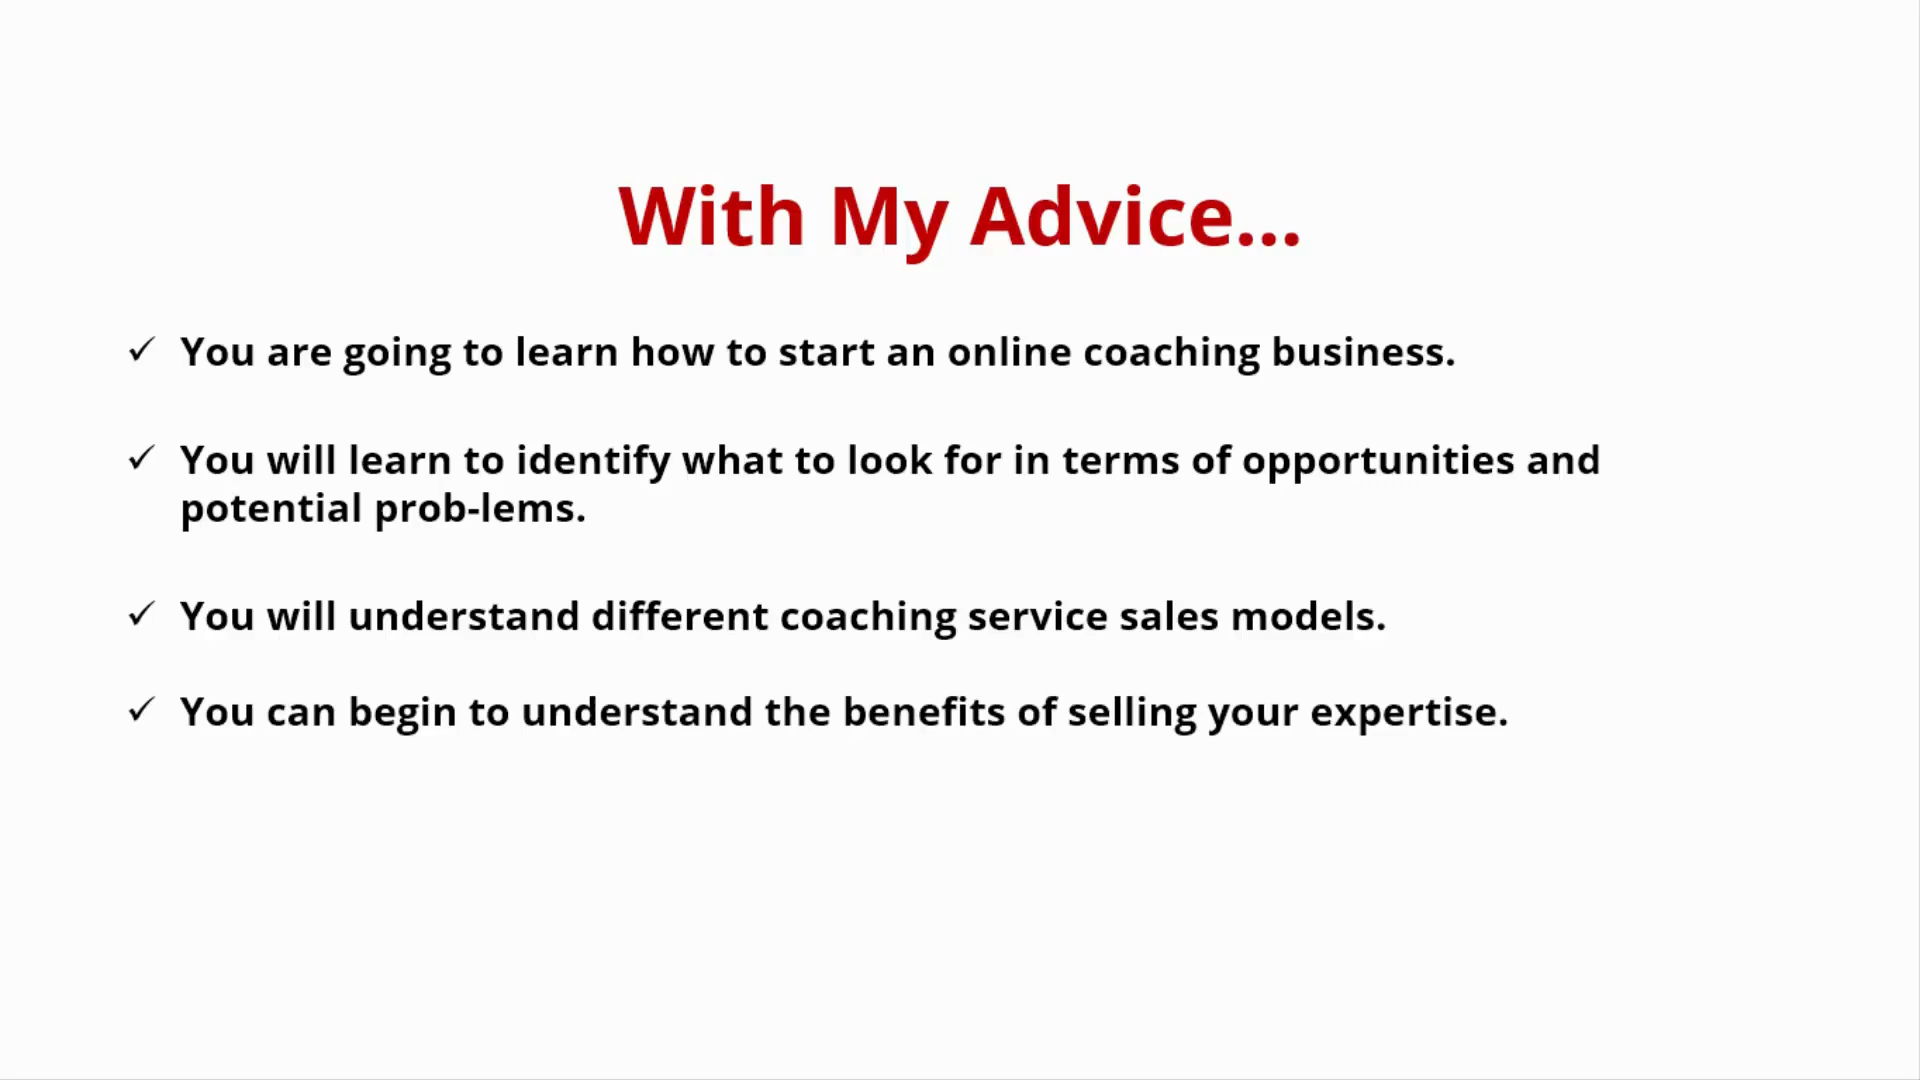 With My Advice...
✓ You are going to learn how to start an online coaching business.
✓ You will learn to identify what to look for in terms of opportunities and
potential prob-lems.
✓ You will understand different coaching service sales models.
✓ You can begin to understand the benefits of selling your expertise.